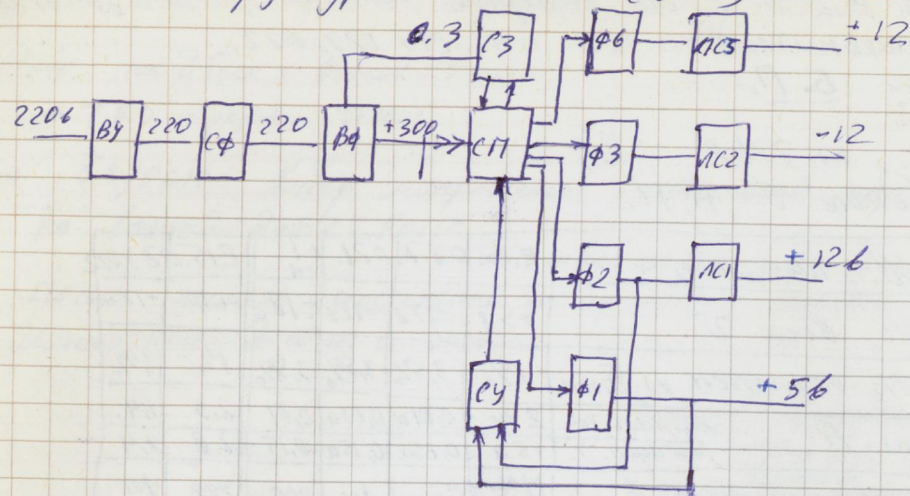 е.3 СЗ Ф6 ЛС3 ± 12
220в ВУ 220 СФ 220 ВФ +300 СП Ф3 ЛС2 -12
Ф2 ЛС1 + 12в
СУ Ф1 + 5в